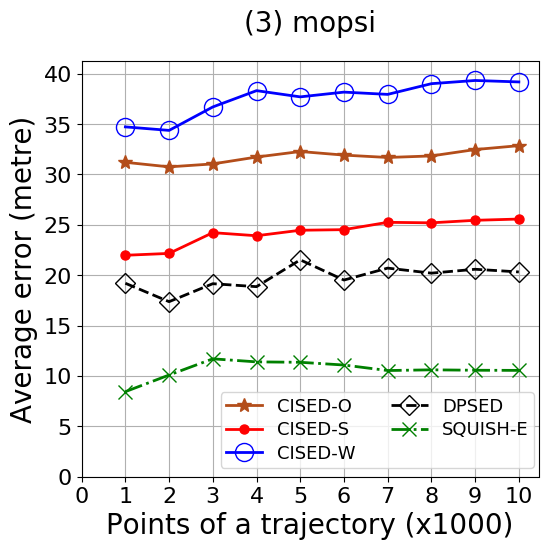 (3) mopsi
Average error (metre)
40
35
30
25
20
15
10
5
0
CISED-O
CISED-S
CISED-W
DPSED
SQUISH-E
0 1 2 3 4 5 6 7 8 9 10
Points of a trajectory (x1000)